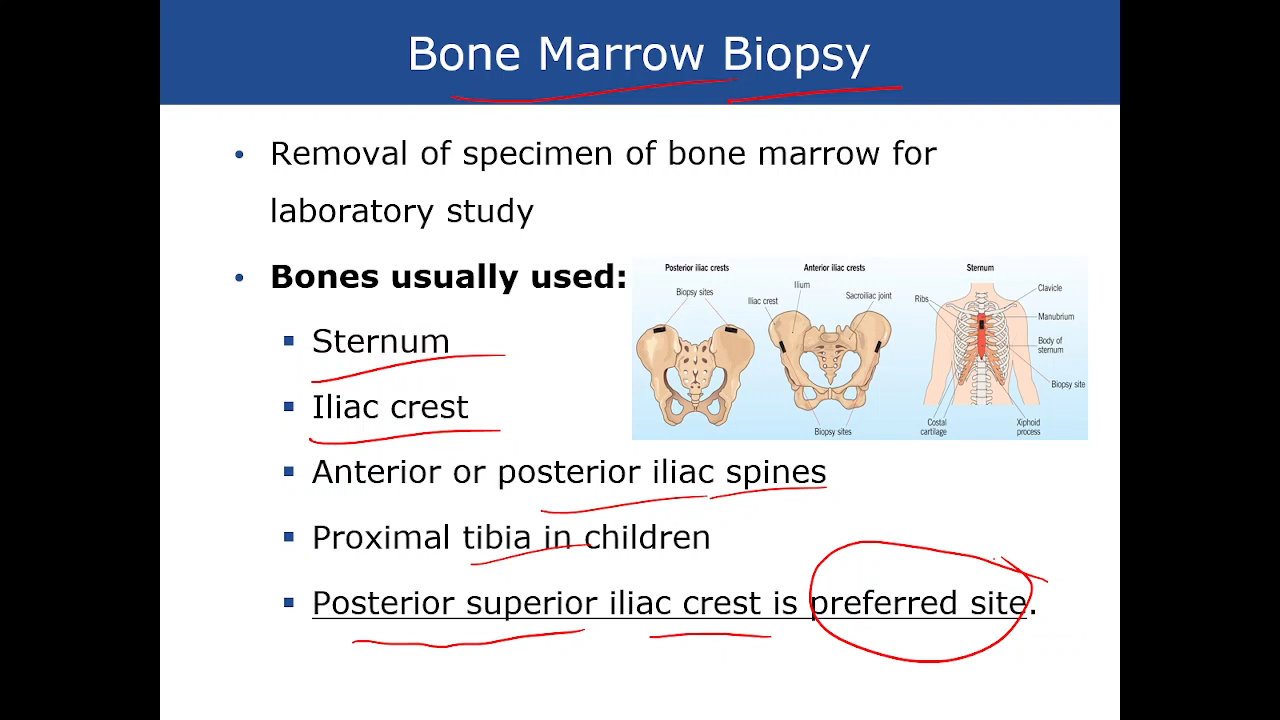 Bone Marrow Biopsy
• Removal of specimen of bone marrow for
laboratory study
• Bones usually used:
▪ Sternum
▪ Iliac crest
▪ Anterior or posterior iliac spines
▪ Proximal tibia in children
▪ Posterior superior iliac crest is preferred site.
Posterior iliac crests
Biopsy sites
Anterior iliac crests
Ilium
Iliac crest
Sacroiliac joint
Biopsy sites
Sternum
Ribs
Clavicle
Manubrium
Body of
sternum
Biopsy site
Costal
cartilage
Xiphoid
process